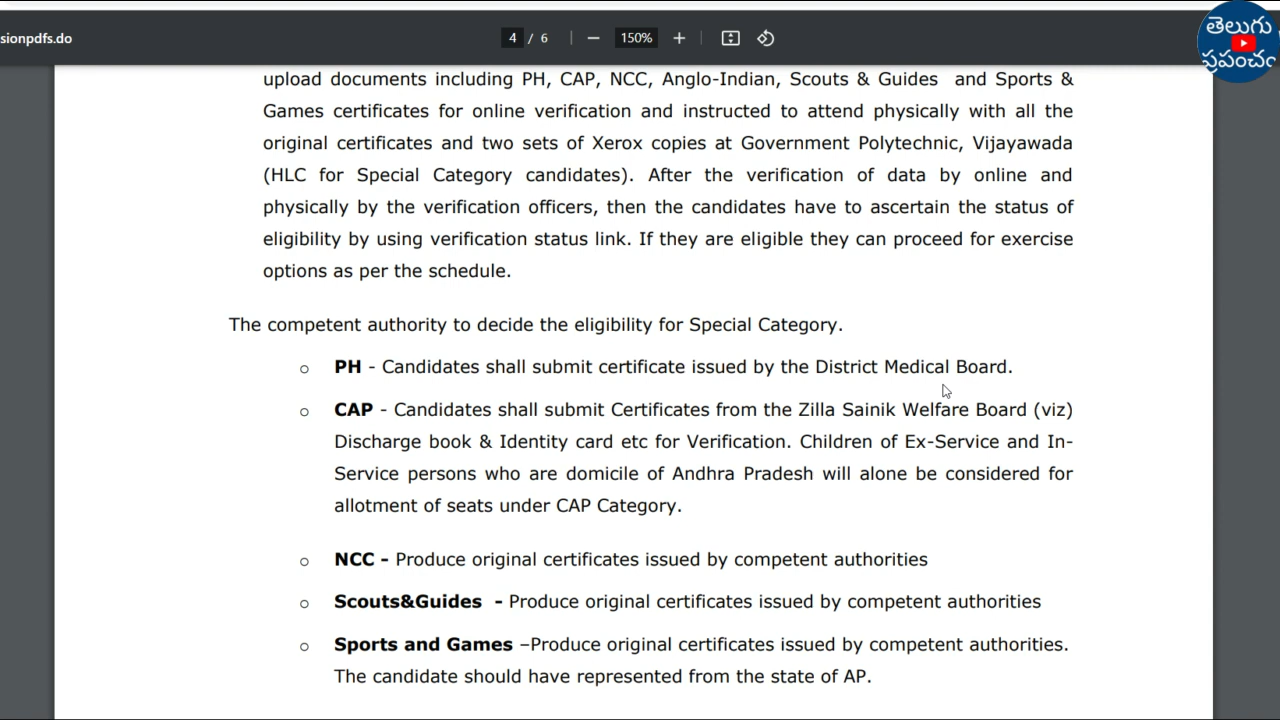 sionpdfs.do
4 / 6
150%
తెలుగు
ప్రపంచం
upload documents including PH, CAP, NCC, Anglo-Indian, Scouts & Guides and Sports &
Games certificates for online verification and instructed to attend physically with all the
original certificates and two sets of Xerox copies at Government Polytechnic, Vijayawada
(HLC for Special Category candidates). After the verification of data by online and
physically by the verification officers, then the candidates have to ascertain the status of
eligibility by using verification status link. If they are eligible they can proceed for exercise
options as per the schedule.
The competent authority to decide the eligibility for Special Category.
o PH - Candidates shall submit certificate issued by the District Medical Board.
o CAP - Candidates shall submit Certificates from the Zilla Sainik Welfare Board (viz)
Discharge book & Identity card etc for Verification. Children of Ex-Service and In-
Service persons who are domicile of Andhra Pradesh will alone be considered for
allotment of seats under CAP Category.
o NCC - Produce original certificates issued by competent authorities
o Scouts&Guides - Produce original certificates issued by competent authorities
o Sports and Games –Produce original certificates issued by competent authorities.
The candidate should have represented from the state of AP.